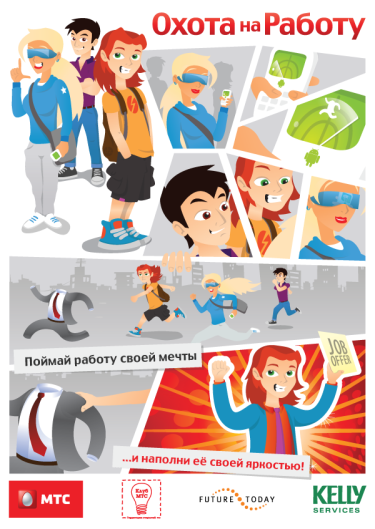 Охота на Работу
Поймай работу своей мечты
JOB
OFFER
...и наполни её своей яркостью!
МТС
Клуб
МТС
FUTURE TODAY
KELLY
SERVICES